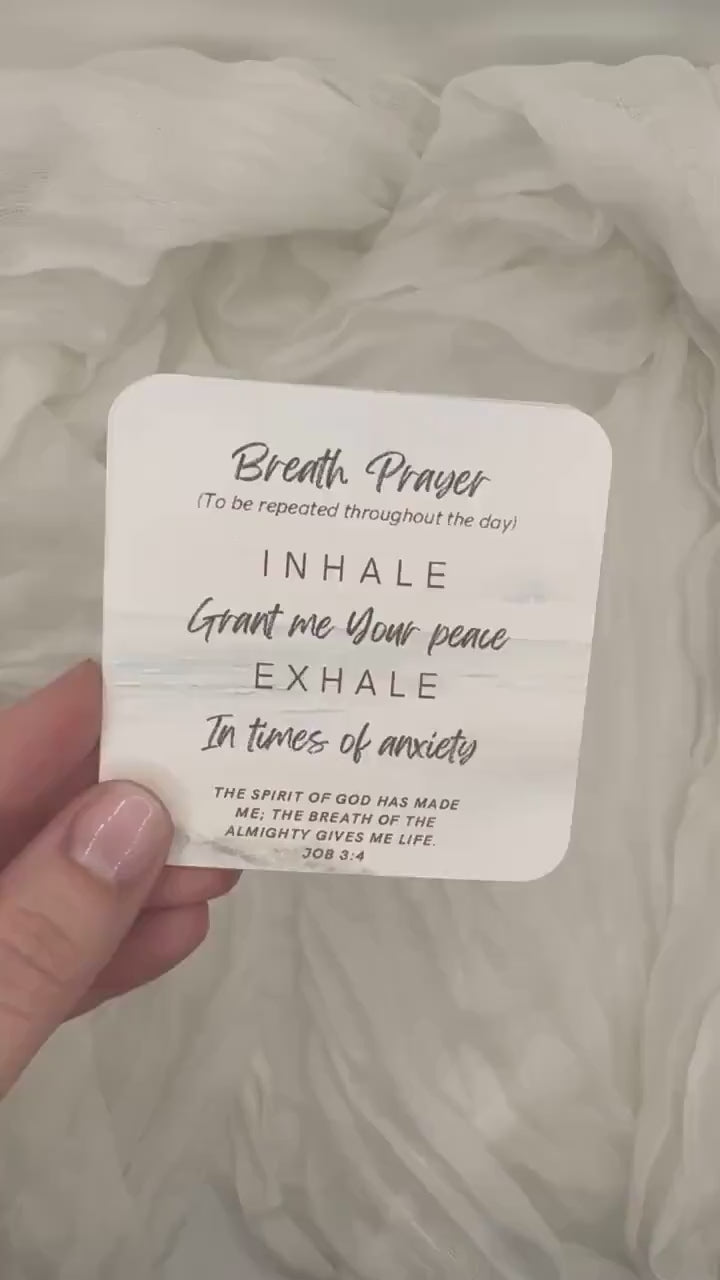 Breath Prayer
(To be repeated throughout the day)
INHALE
Grant me Your peace
EXHALE
In times of anxiety
THE SPIRIT OF GOD HAS MADE
ME; THE BREATH OF THE
ALMIGHTY GIVES ME LIFE.
JOB 3:4